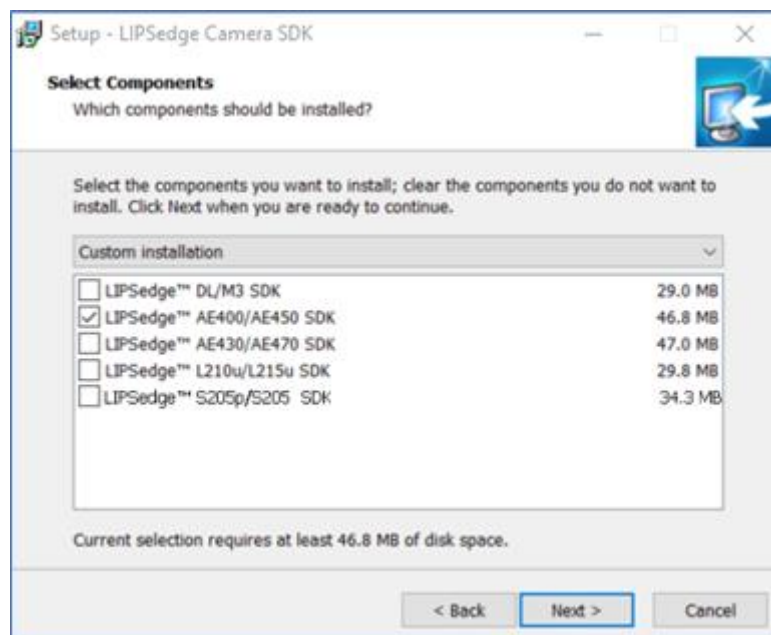 Setup - LIPSedge Camera SDK
Select Components
Which components should be installed?
Select the components you want to install; clear the components you do not want to
install. Click Next when you are ready to continue.
Custom installation
LIPSedge™ DL/M3 SDK 29.0 MB
LIPSedge™ AE400/AE450 SDK 46.8 MB
LIPSedge™ AE430/AE470 SDK 47.0 MB
LIPSedge™ L210u/L215u SDK 29.8 MB
LIPSedge™ S205p/S205 SDK 34.3 MB
Current selection requires at least 46.8 MB of disk space.
< Back Next > Cancel